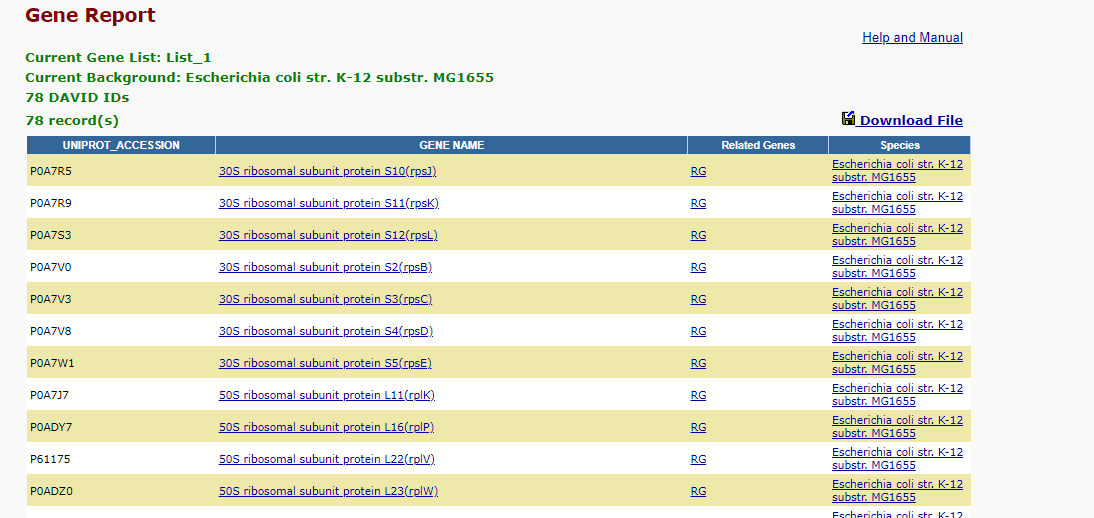 Gene Report
Help and Manual
Current Gene List: List_1
Current Background: Escherichia coli str. K-12 substr. MG1655
78 DAVID IDs
78 record(s)
Download File
UNIPROT_ACCESSION GENE NAME Related Genes Species
P0A7R5 30S ribosomal subunit protein S10(rpsJ) RG Escherichia coli str. K-12
substr. MG1655
P0A7R9 30S ribosomal subunit protein S11(rpsK) RG Escherichia coli str. K-12
substr. MG1655
P0A7S3 30S ribosomal subunit protein S12(rpsL) RG Escherichia coli str. K-12
substr. MG1655
P0A7V0 30S ribosomal subunit protein S2(rpsB) RG Escherichia coli str. K-12
substr. MG1655
P0A7V3 30S ribosomal subunit protein S3(rpsC) RG Escherichia coli str. K-12
substr. MG1655
P0A7V8 30S ribosomal subunit protein S4(rpsD) RG Escherichia coli str. K-12
substr. MG1655
P0A7W1 30S ribosomal subunit protein S5(rpsE) RG Escherichia coli str. K-12
substr. MG1655
P0A7J7 50S ribosomal subunit protein L11(rplK) RG Escherichia coli str. K-12
substr. MG1655
P0ADY7 50S ribosomal subunit protein L16(rplP) RG Escherichia coli str. K-12
substr. MG1655
P61175 50S ribosomal subunit protein L22(rplV) RG Escherichia coli str. K-12
substr. MG1655
P0ADZ0 50S ribosomal subunit protein L23(rplW) RG Escherichia coli str. K-12
substr. MG1655
Escherichia coli str. K-12